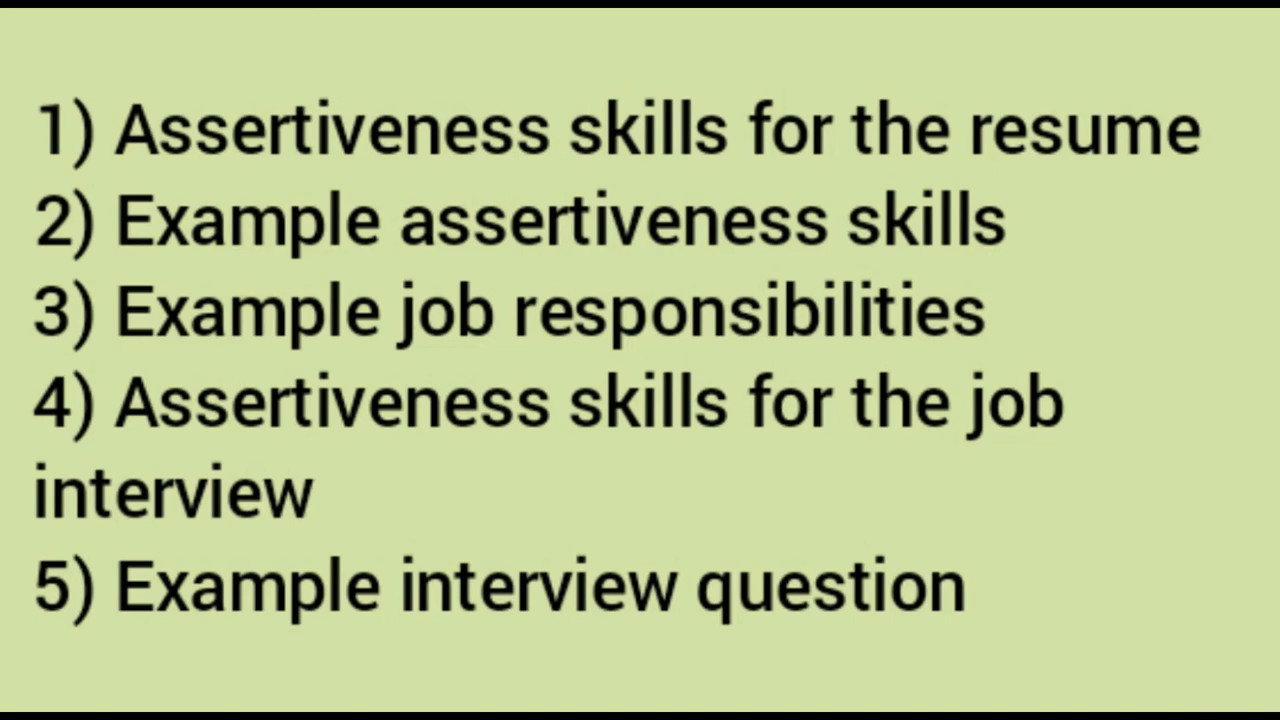 1) Assertiveness skills for the resume
2) Example assertiveness skills
3) Example job responsibilities
4) Assertiveness skills for the job
interview
5) Example interview question